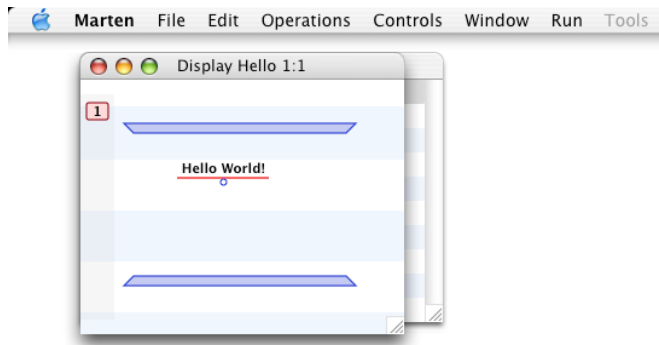 Marten File Edit Operations Controls Window Run Tools
Display Hello 1:1
1
Hello World!